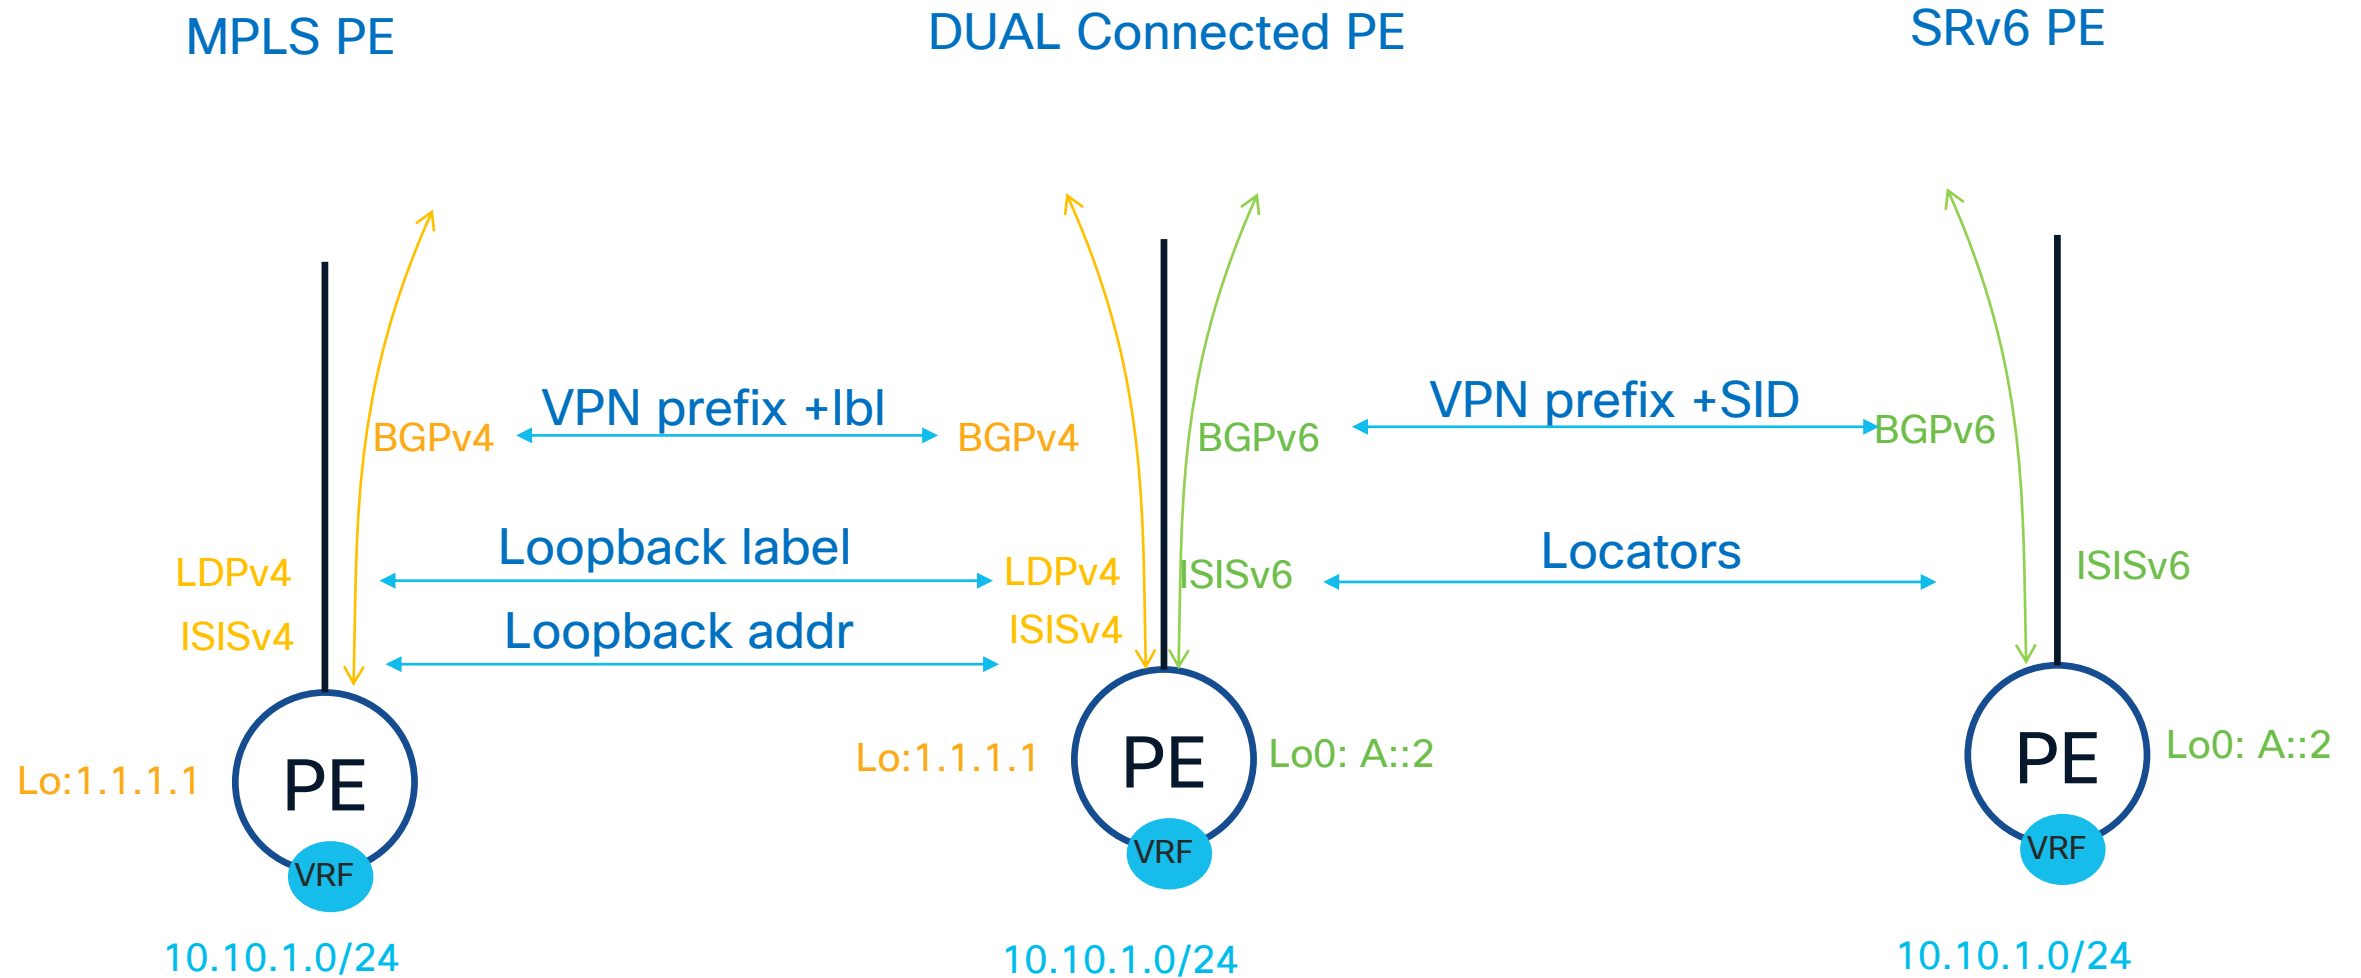 MPLS PE
DUAL Connected PE
SRv6 PE
VPN prefix +lbl
VPN prefix +SID
BGPv4
BGPv4
BGPv6
BGPv6
Loopback label
Locators
LDPv4
LDPv4
ISISv6
ISISv6
Loopback addr
ISISv4
ISISv4
PE
PE
PE
Lo:1.1.1.1
Lo:1.1.1.1
Lo0: A::2
Lo0: A::2
VRF
VRF
VRF
10.10.1.0/24
10.10.1.0/24
10.10.1.0/24